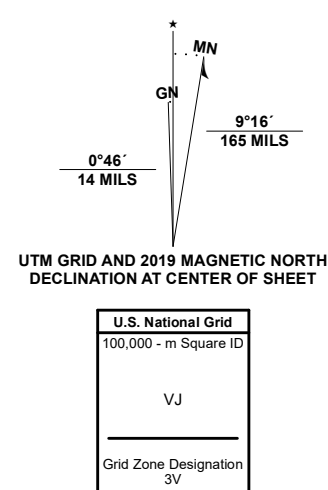 MN
GN
9°16´
165 MILS
0°46´
14 MILS
UTM GRID AND 2019 MAGNETIC NORTH
DECLINATION AT CENTER OF SHEET
U.S. National Grid
100,000 - m Square ID
VJ
Grid Zone Designation
3V